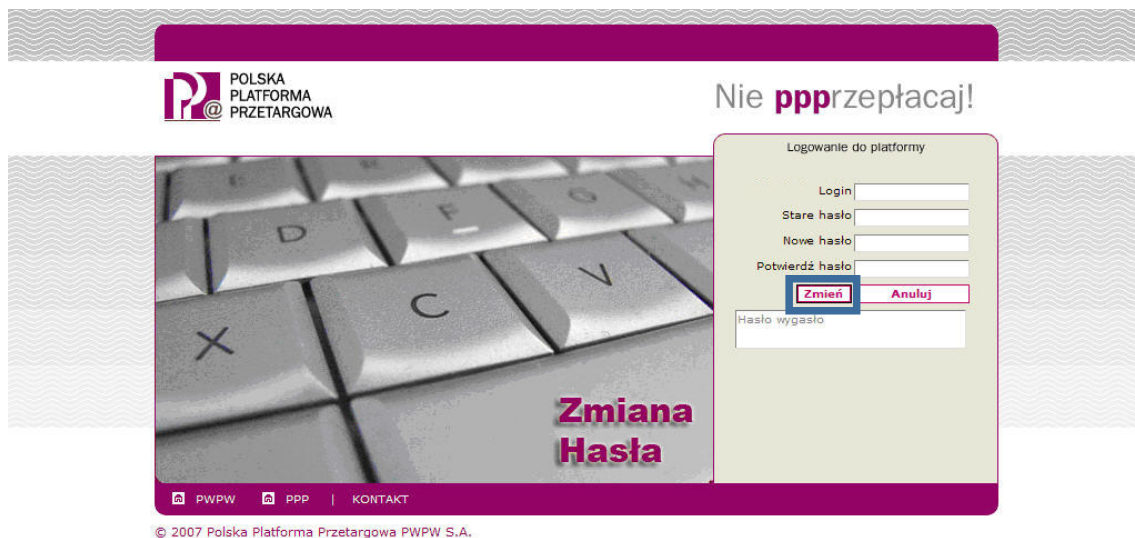 POLSKA
PLATFORMA
PRZETARGOWA
P@
Nie ppprzepłacaj!
Logowanie do platformy
Login
Stare hasło
Nowe hasło
Potwierdź hasło
Zmień Anuluj
Hasło wygasło
D F G
X C V
Zmiana
Hasła
PWPW PPP | KONTAKT
© 2007 Polska Platforma Przetargowa PWPW S.A.